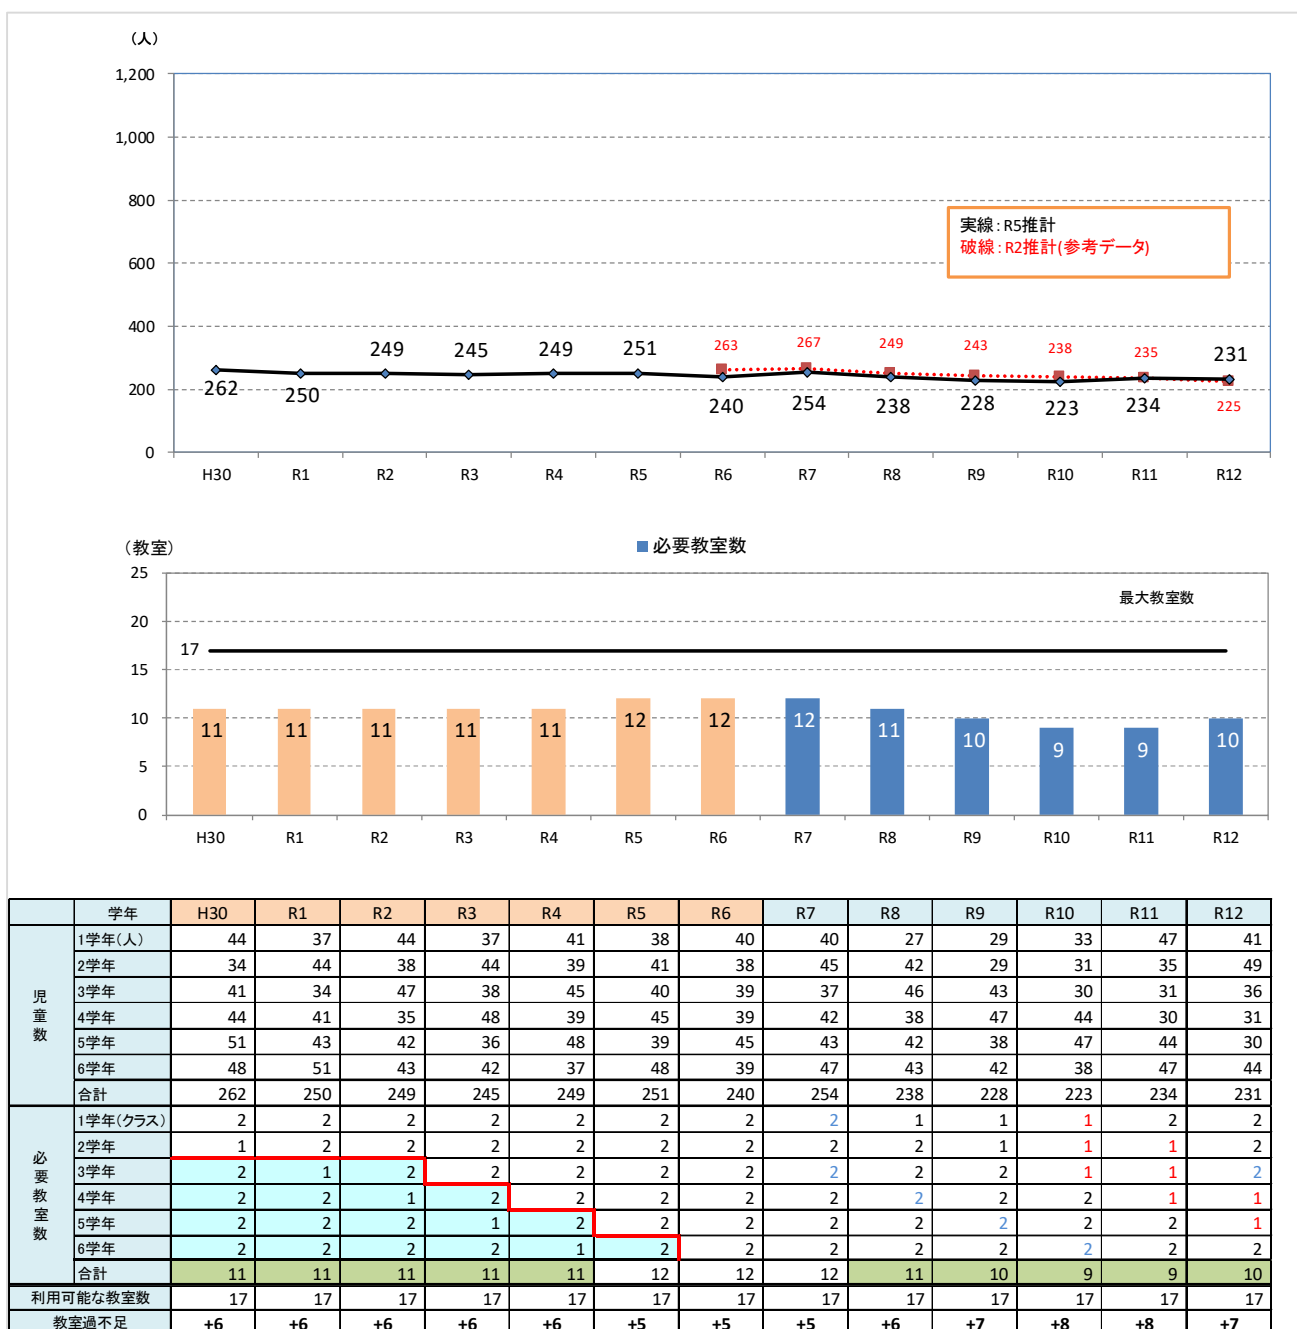 （人）
1,200
1,000
800
600
400
200
0
実線：R5推計
破線：R2推計(参考データ)
249 245 249 251 263 267 249 243 238 235 231
262 250 240 254 238 228 223 234 225
H30 R1 R2 R3 R4 R5 R6 R7 R8 R9 R10 R11 R12
（教室）
■必要教室数
25
20
15
10
5
0
最大教室数
17
11 11 11 11 11 12 12 12 11 10 9 9 10
H30 R1 R2 R3 R4 R5 R6 R7 R8 R9 R10 R11 R12
学年 H30 R1 R2 R3 R4 R5 R6 R7 R8 R9 R10 R11 R12
児童数
1学年(人) 44 37 44 37 41 38 40 40 27 29 33 47 41
2学年 34 44 38 44 39 41 38 45 42 29 31 35 49
3学年 41 34 47 38 45 40 39 37 46 43 30 31 36
4学年 44 41 35 48 39 45 39 42 38 47 44 30 31
5学年 51 43 42 36 48 39 45 43 42 38 47 44 30
6学年 48 51 43 42 37 48 39 47 43 42 38 47 44
合計 262 250 249 245 249 251 240 254 238 228 223 234 231
必要教室数
1学年(クラス) 2 2 2 2 2 2 2 2 1 1 1 2 2
2学年 1 2 2 2 2 2 2 2 2 1 1 1 2
3学年 2 1 2 2 2 2 2 2 2 2 1 1 2
4学年 2 2 1 2 2 2 2 2 2 2 2 1 1
5学年 2 2 2 1 2 2 2 2 2 2 2 2 1
6学年 2 2 2 2 1 2 2 2 2 2 2 2 2
合計 11 11 11 11 11 12 12 12 11 10 9 9 10
利用可能な教室数 17 17 17 17 17 17 17 17 17 17 17 17 17
教室過不足 +6 +6 +6 +6 +6 +5 +5 +5 +6 +7 +8 +8 +7